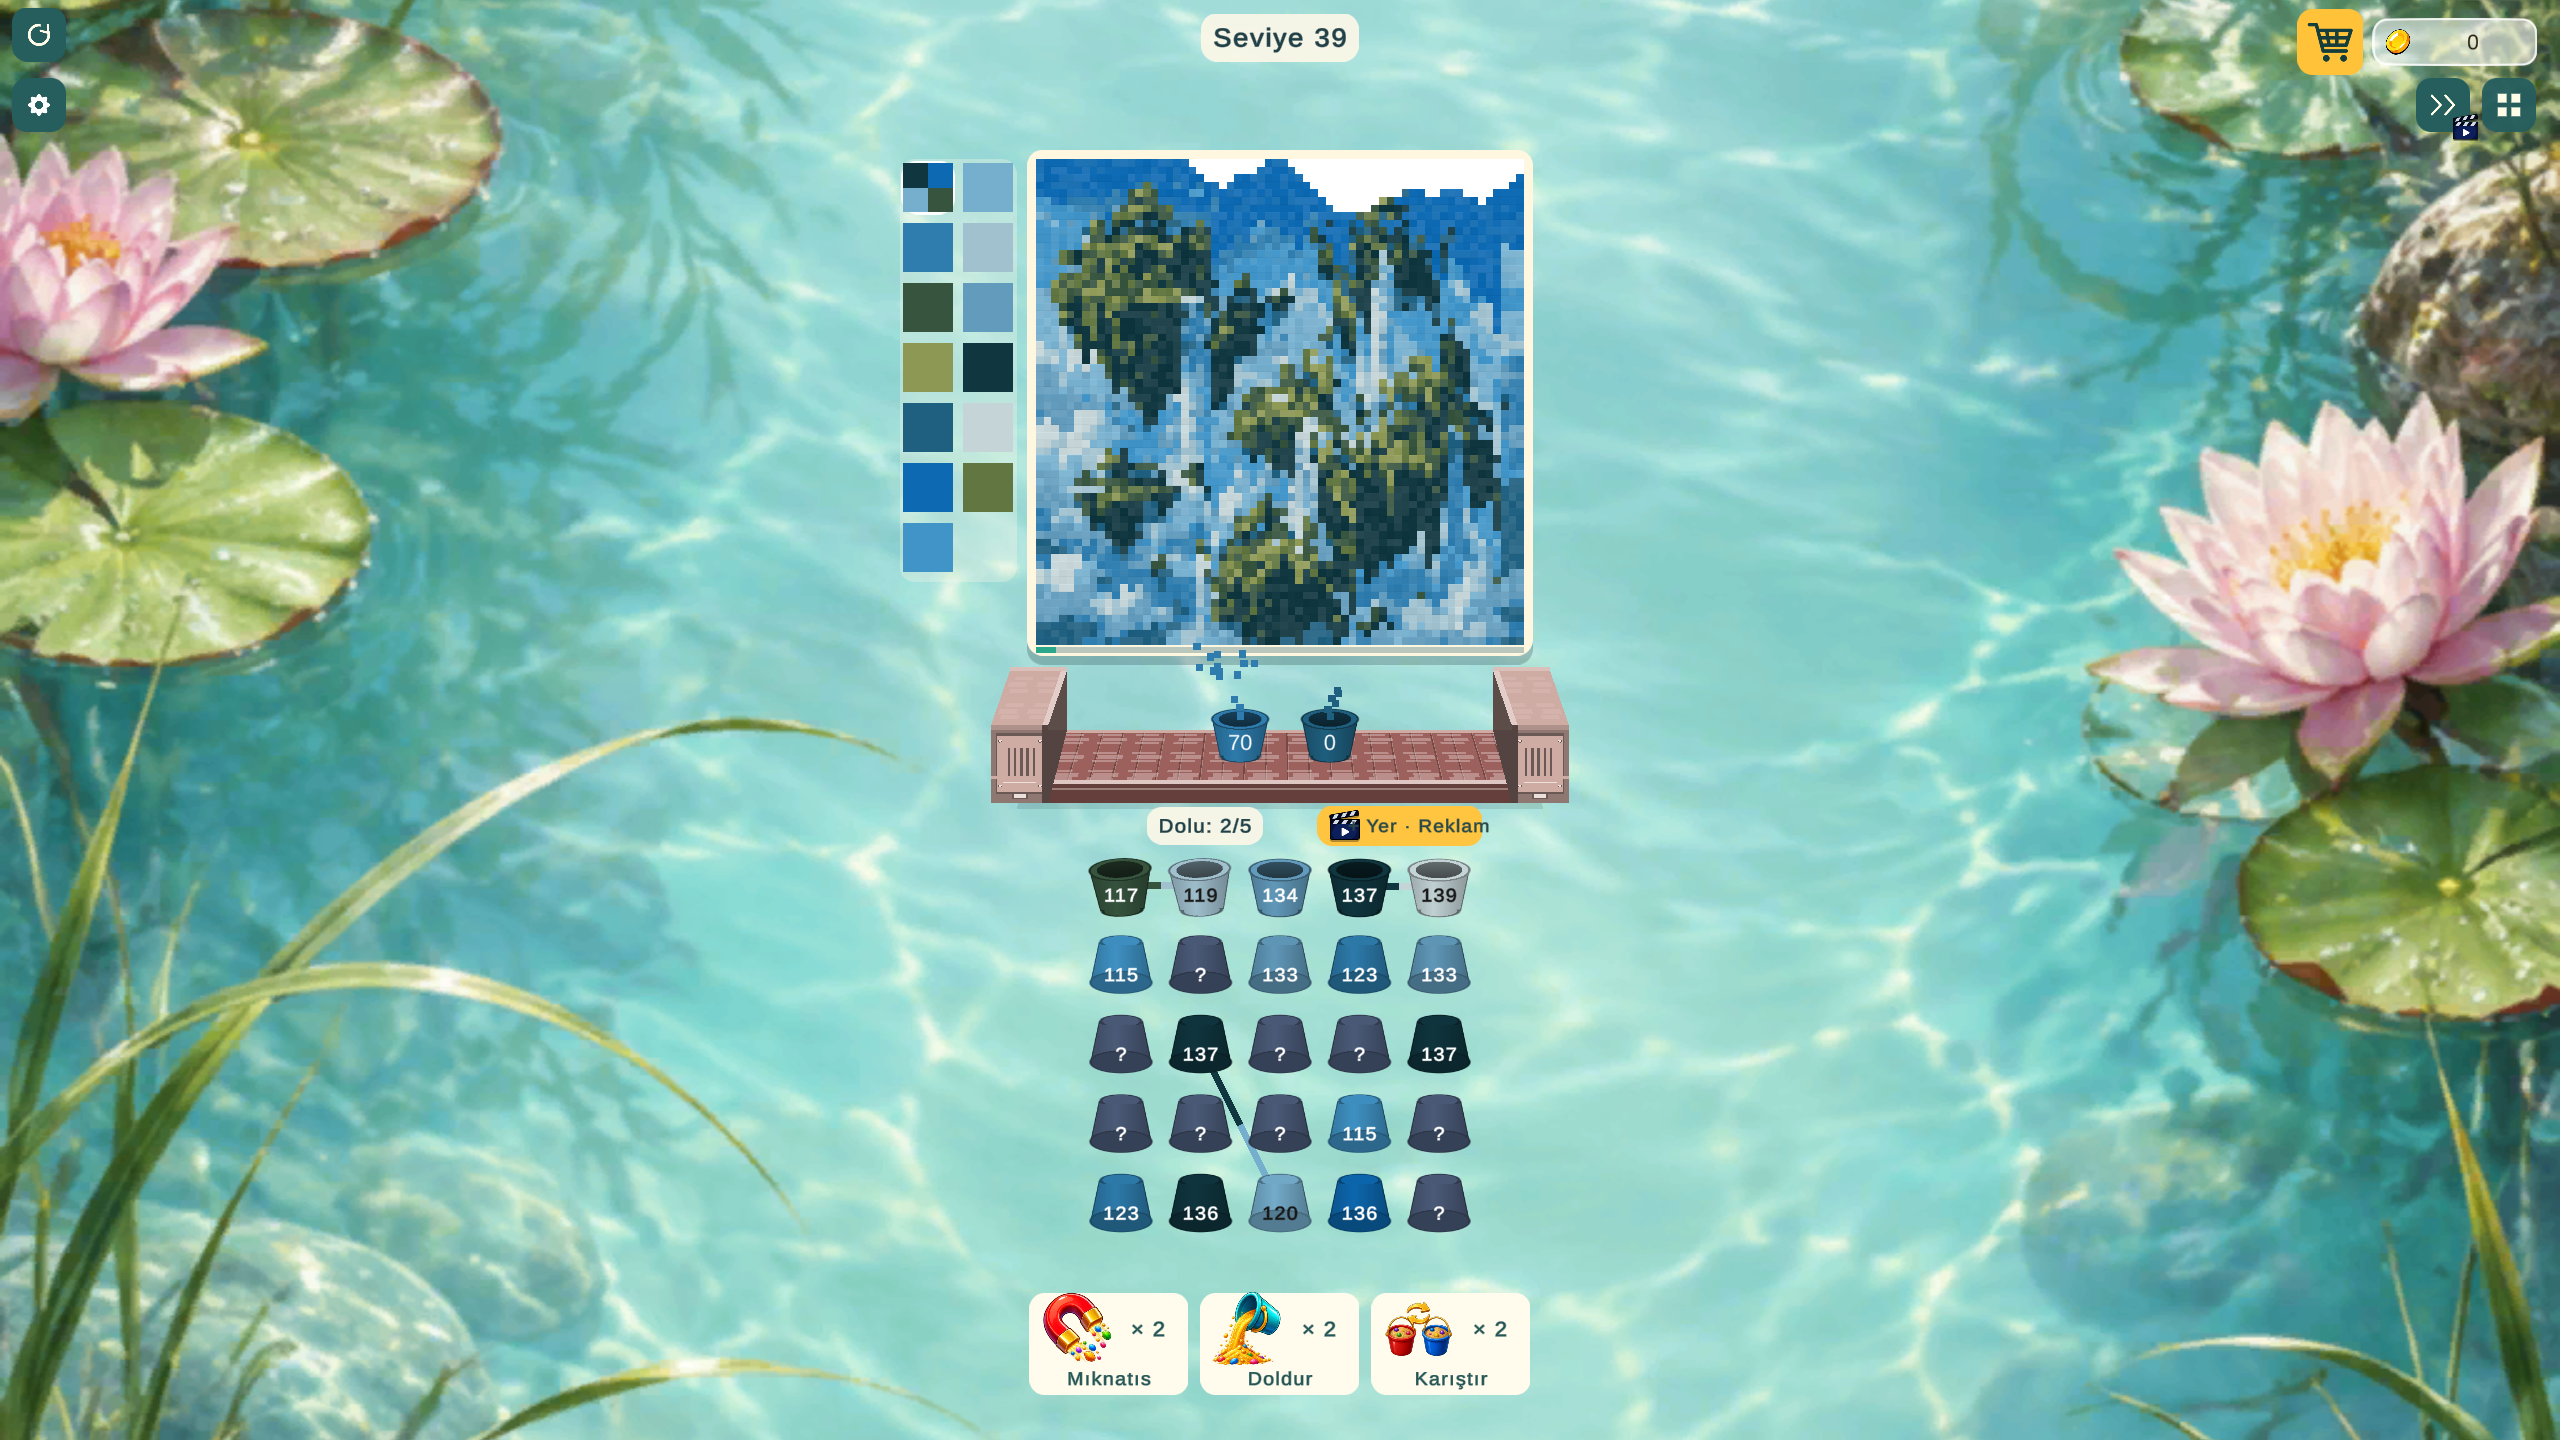 Seviye 39
0
70
0
Dolu: 2/5
Yer · Reklam
117 119 134 137 139
115 ? 133 123 133
? 137 ? ? 137
? ? ? 115 ?
123 136 120 136 ?
× 2 × 2 × 2
Mıknatıs Doldur Karıştır